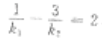 1/k₁ - 3/k₂ = 2